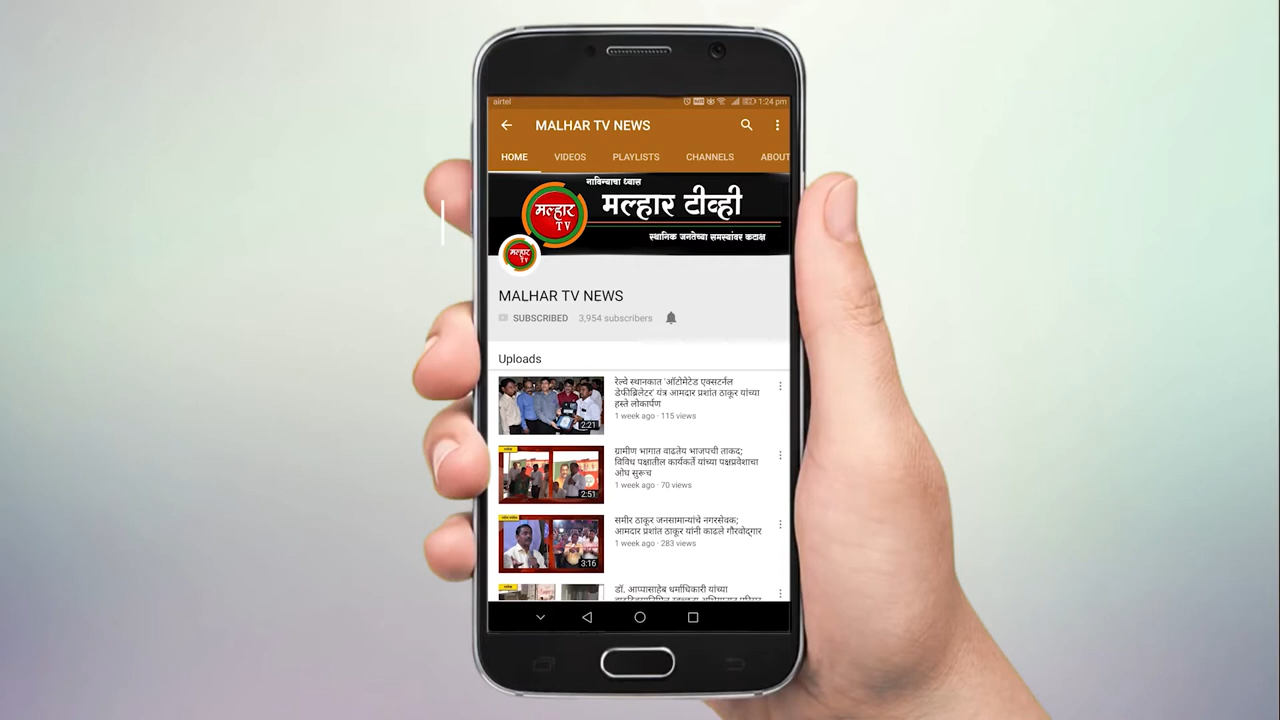 airtel 1:24 pm
MALHAR TV NEWS
HOME VIDEOS PLAYLISTS CHANNELS ABOUT
नाविन्याचा ध्यास
मल्हार टीव्ही
मल्हार
TV
स्थानिक जनतेच्या समस्यांवर कटाक्ष
मल्हार
TV
MALHAR TV NEWS
SUBSCRIBED 3,954 subscribers
Uploads
रेल्वे स्थानकात 'ऑटोमेटेड एक्सटर्नल
डेफीब्रिलेटर' यंत्र आमदार प्रशांत ठाकूर यांच्या
हस्ते लोकार्पण
1 week ago · 115 views
2:21
ग्रामीण भागात वाढतेय भाजपची ताकद;
विविध पक्षातील कार्यकर्ते यांच्या पक्षप्रवेशाचा
ओघ सुरूच
1 week ago · 70 views
2:51
समीर ठाकूर जनसामान्यांचे नगरसेवक;
आमदार प्रशांत ठाकूर यांनी काढले गौरवोद्गार
1 week ago · 283 views
3:16
डॉ. आप्पासाहेब धर्माधिकारी यांच्या